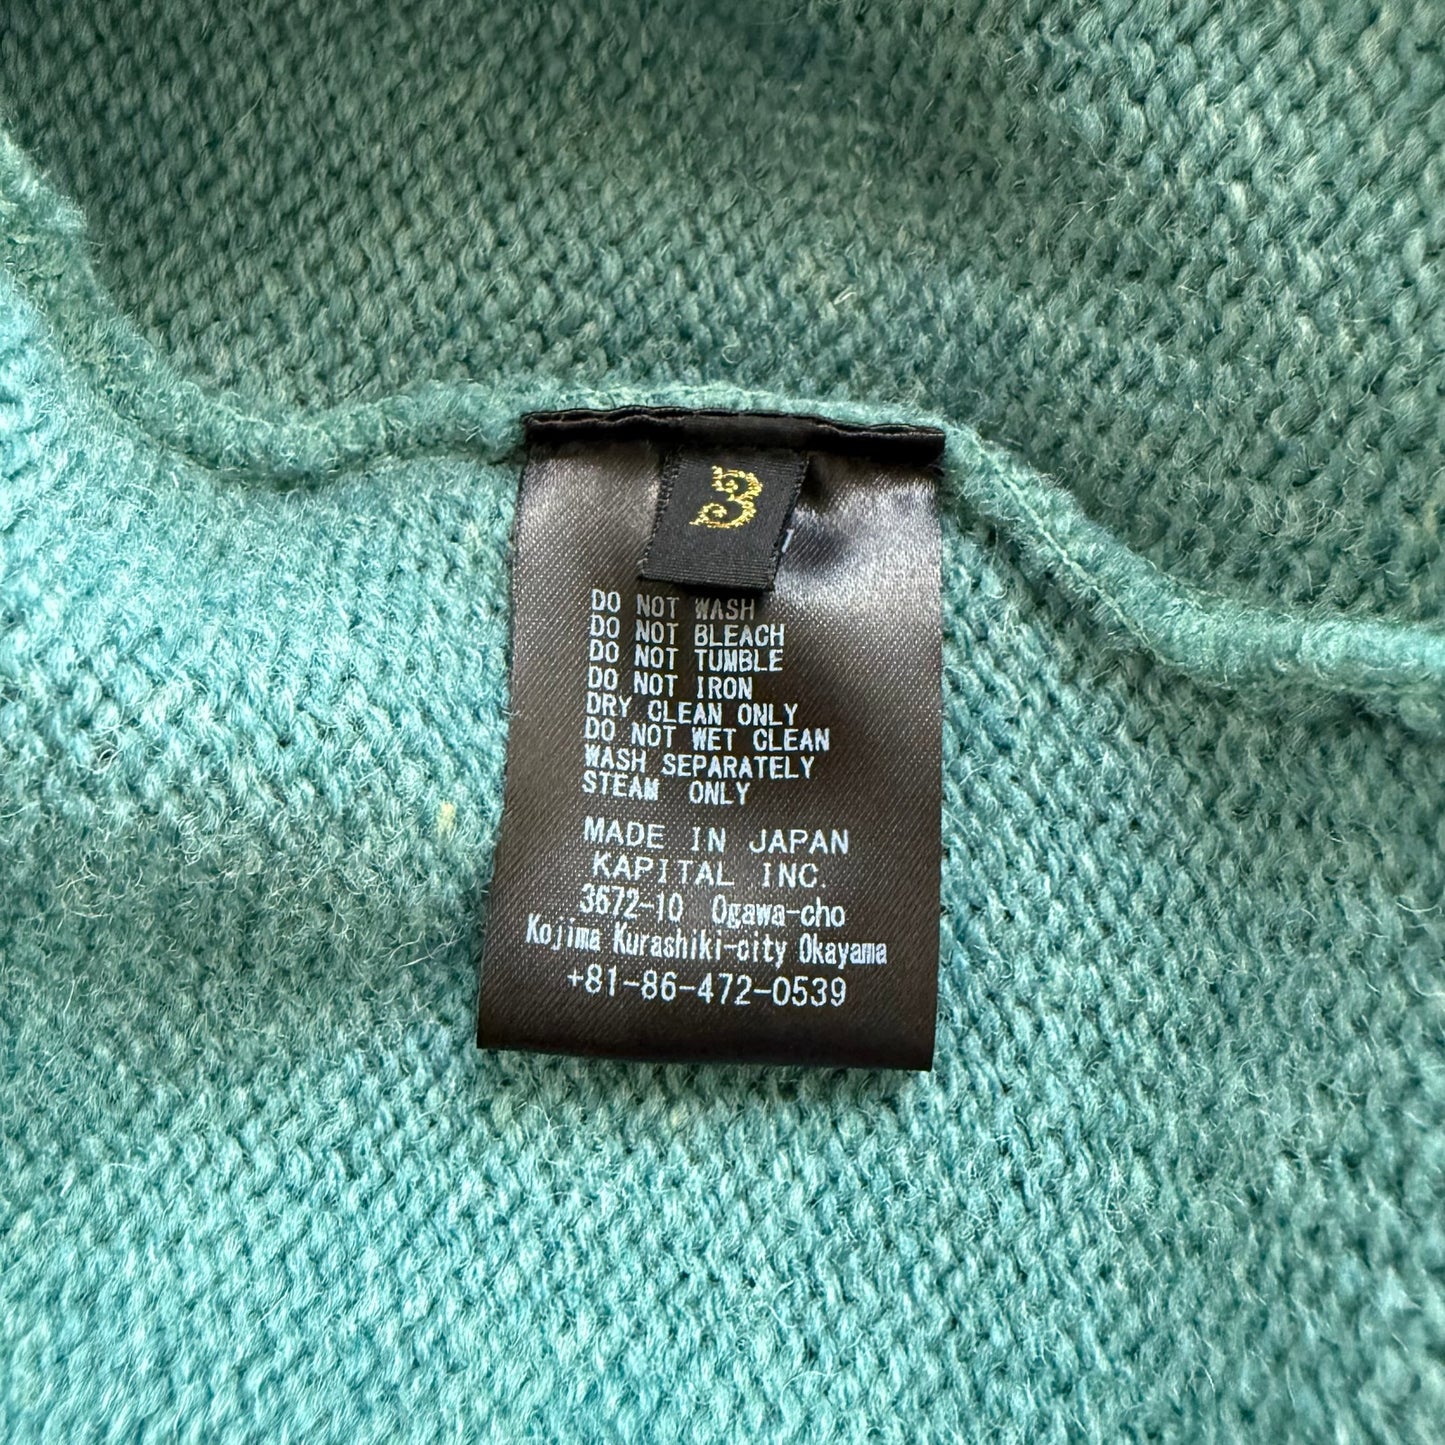 3
DO NOT WASH
DO NOT BLEACH
DO NOT TUMBLE
DO NOT IRON
DRY CLEAN ONLY
DO NOT WET CLEAN
WASH SEPARATELY
STEAM ONLY
MADE IN JAPAN
KAPITAL INC.
3672-10 Ogawa-cho
Kojima Kurashiki-city Okayama
+81-86-472-0539